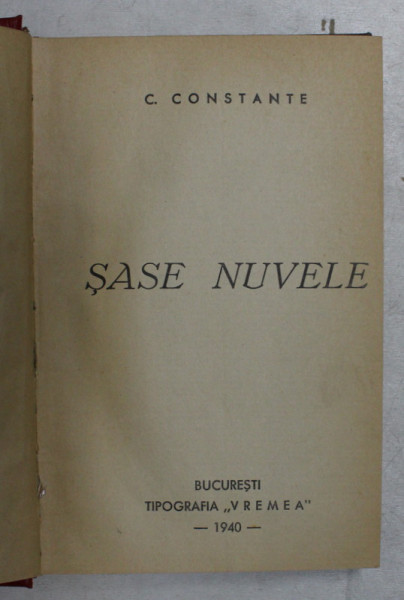 C. CONSTANTE
ŞASE NUVELE
BUCUREŞTI
TIPOGRAFIA „VREMEA"
— 1940 —